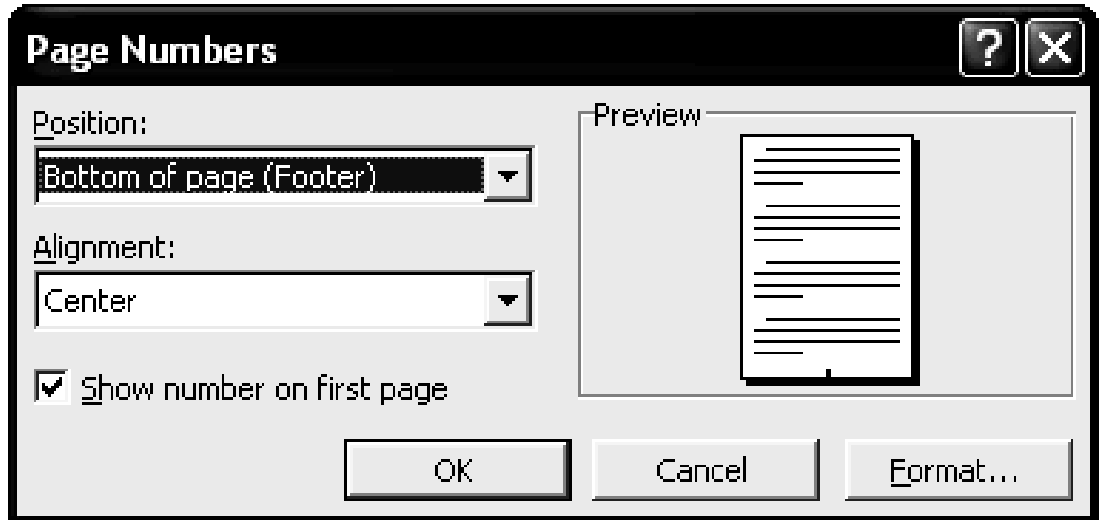 Page Numbers
Position:
Bottom of page (Footer)
Alignment:
Center
Show number on first page
Preview
OK
Cancel
Format...